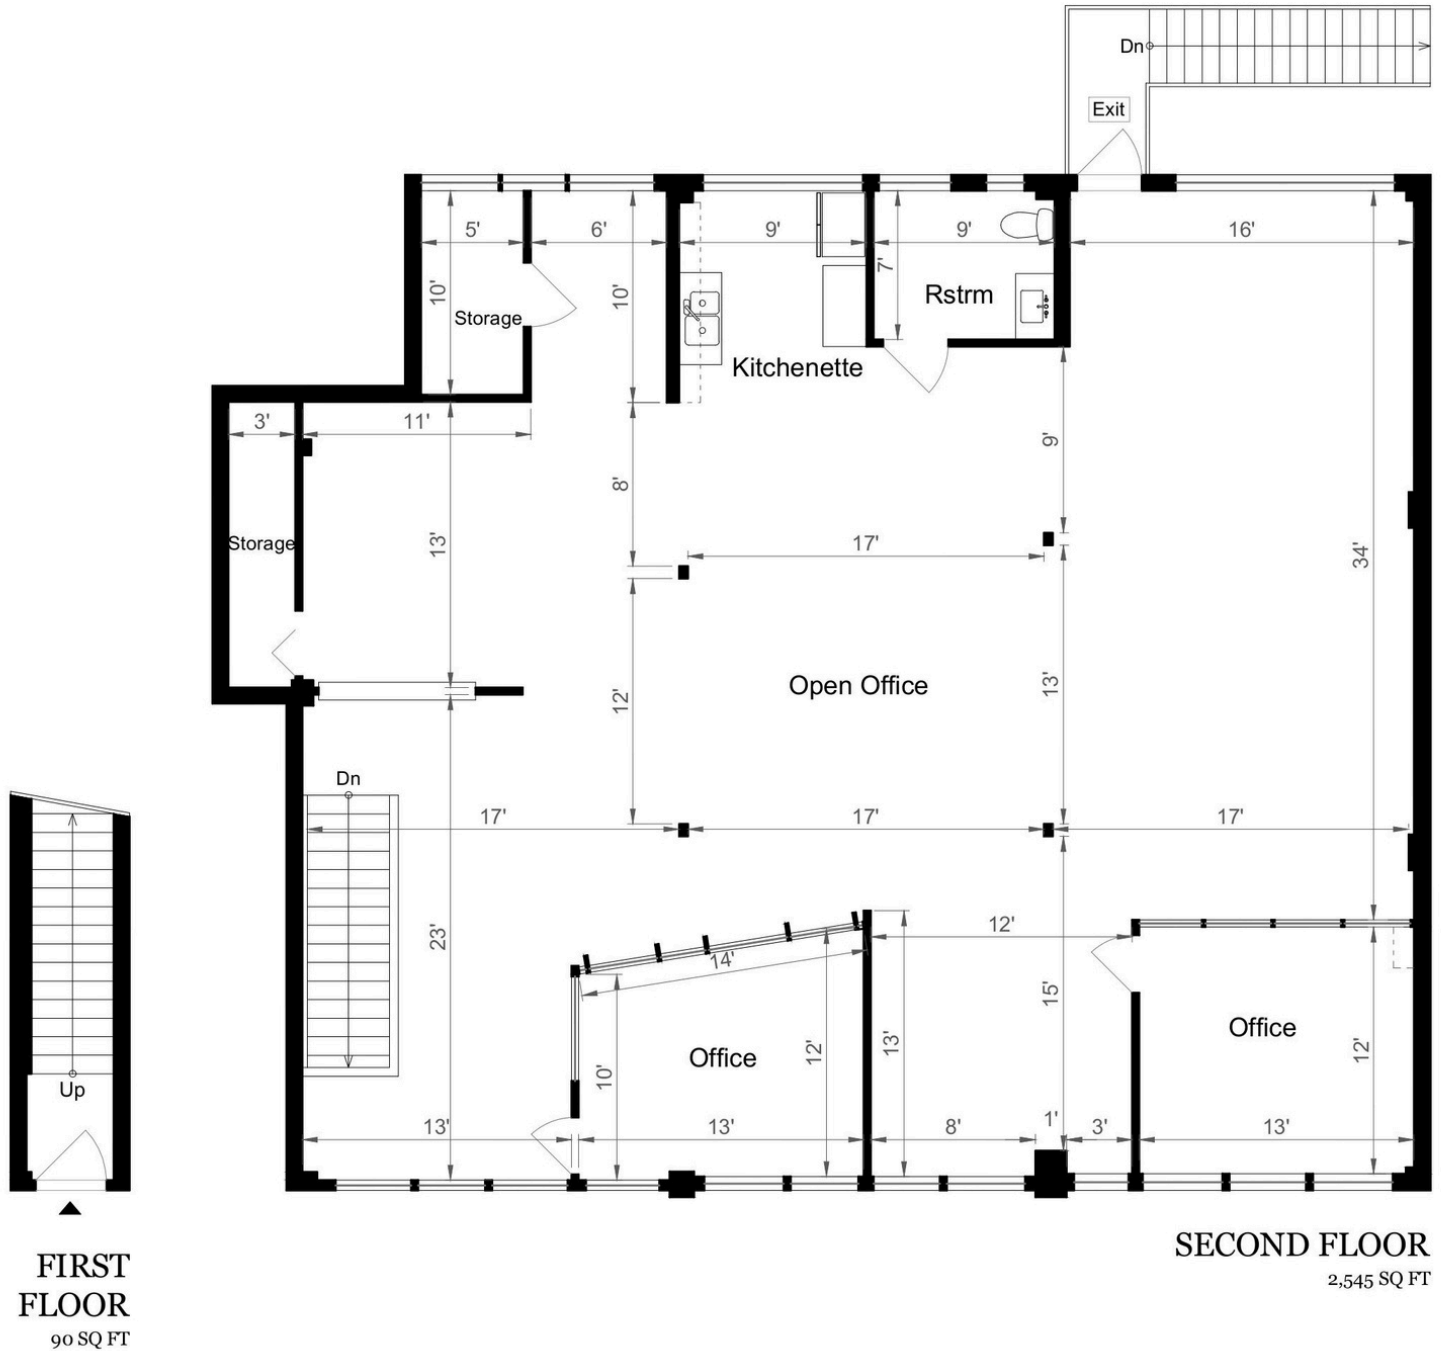 Dn
Exit
5'
6'
9'
9'
16'
10'
10'
7'
Storage
Rstrm
Kitchenette
3'
11'
9'
8'
Storage
13'
17'
34'
Open Office
12'
13'
Dn
17'
17'
17'
23'
12'
14'
15'
13'
Office
12'
10'
Office
12'
Up
13'
13'
8'
1'
3'
13'
SECOND FLOOR
2,545 SQ FT
FIRST
FLOOR
90 SQ FT